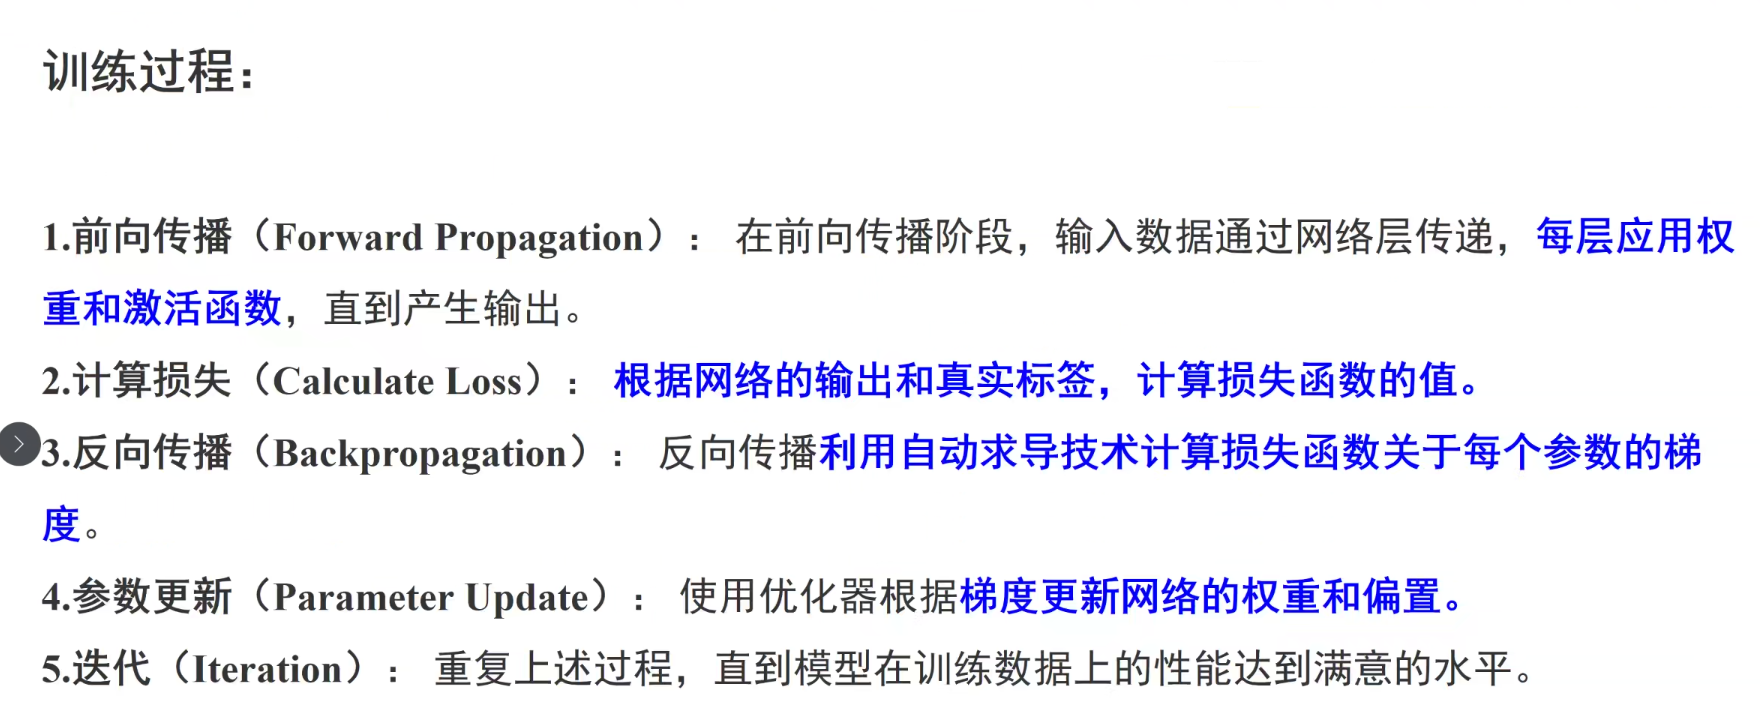 训练过程：
1.前向传播（Forward Propagation）： 在前向传播阶段，输入数据通过网络层传递，每层应用权
重和激活函数，直到产生输出。
2.计算损失（Calculate Loss）： 根据网络的输出和真实标签，计算损失函数的值。
3.反向传播（Backpropagation）： 反向传播利用自动求导技术计算损失函数关于每个参数的梯
度。
4.参数更新（Parameter Update）： 使用优化器根据梯度更新网络的权重和偏置。
5.迭代（Iteration）： 重复上述过程，直到模型在训练数据上的性能达到满意的水平。